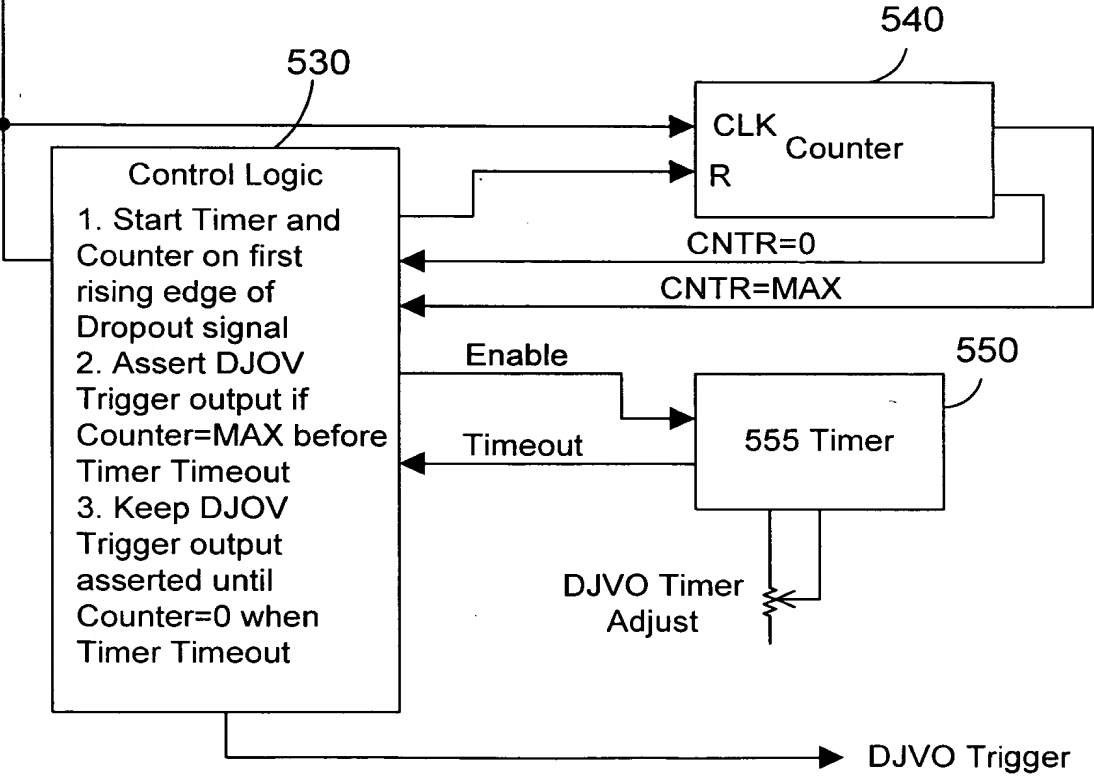 540
530
CLK
Counter
R
Control Logic
1. Start Timer and
Counter on first
rising edge of
Dropout signal
2. Assert DJOV
Trigger output if
Counter=MAX before
Timer Timeout
3. Keep DJOV
Trigger output
asserted until
Counter=0 when
Timer Timeout
CNTR=0
CNTR=MAX
Enable
550
555 Timer
Timeout
DJVO Timer
Adjust
DJVO Trigger